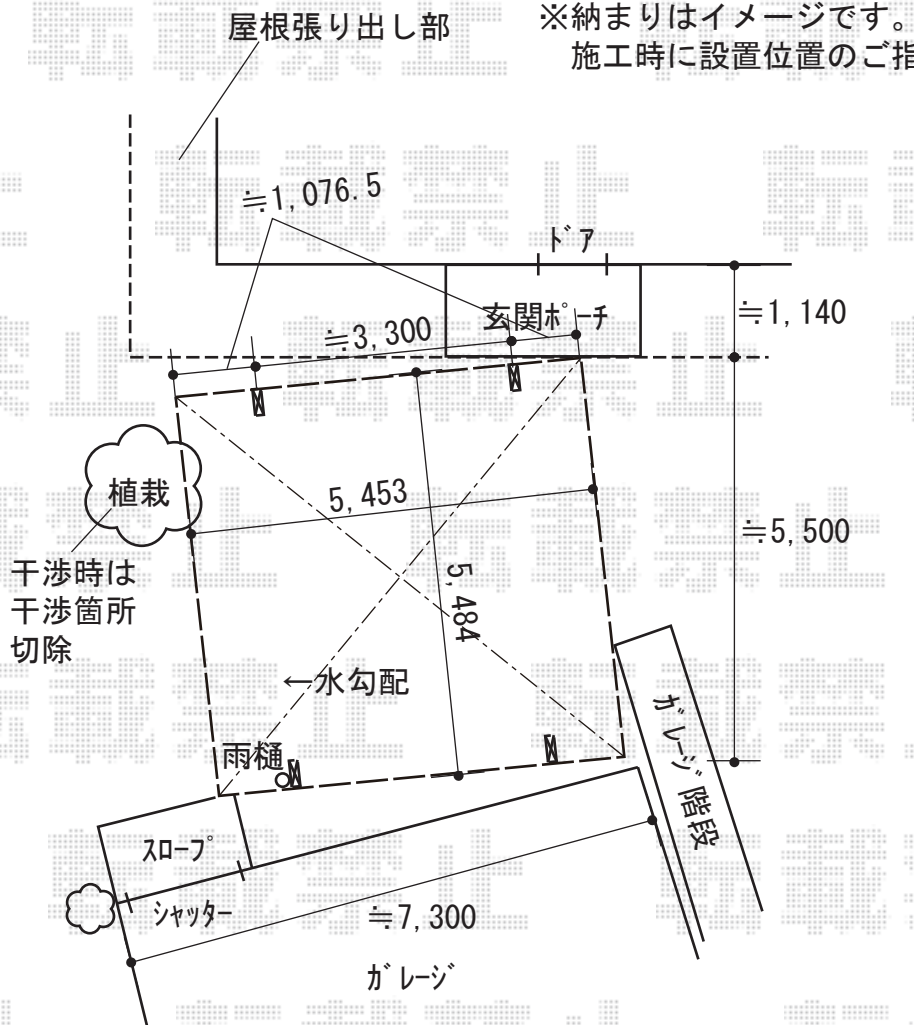 屋根張り出し部
※納まりはイメージです。
施工時に設置位置のご指
≒1,076.5
ドア
≒3,300
玄関ポーチ
≒1,140
植栽
5,453
≒5,500
干渉時は
干渉箇所
切除
5,484
←水勾配
雨樋
ガレージ階段
スロープ
シャッター
≒7,300
ガレージ
転載禁止